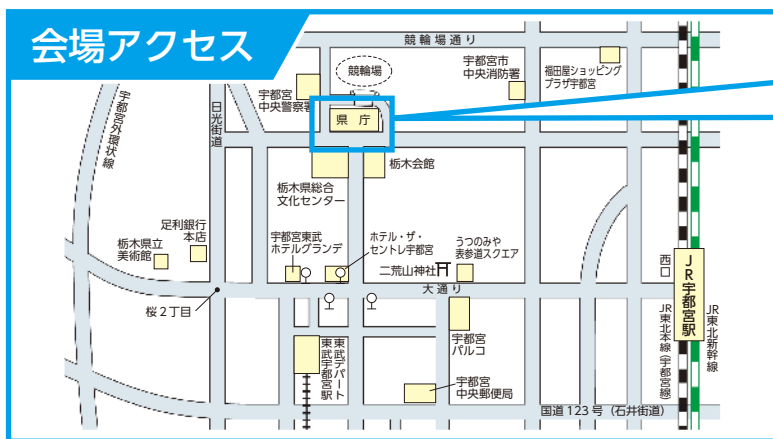 会場アクセス
競輪場通り
競輪場
宇都宮
中央警察署
宇都宮市
中央消防署
福田屋ショッピング
プラザ宇都宮
県庁
宇都宮外環状線
日光街道
栃木会館
栃木県総合
文化センター
足利銀行
本店
栃木県立
美術館
宇都宮東武
ホテルグランデ
ホテル・ザ・
セントレ宇都宮
うつのみや
表参道スクエア
二荒山神社
大通り
西口
JR宇都宮駅
桜2丁目
宇都宮
パルコ
東武デパート
東武宇都宮駅
宇都宮
中央郵便局
JR東北本線(宇都宮線)
JR東北新幹線
国道123号(石井街道)